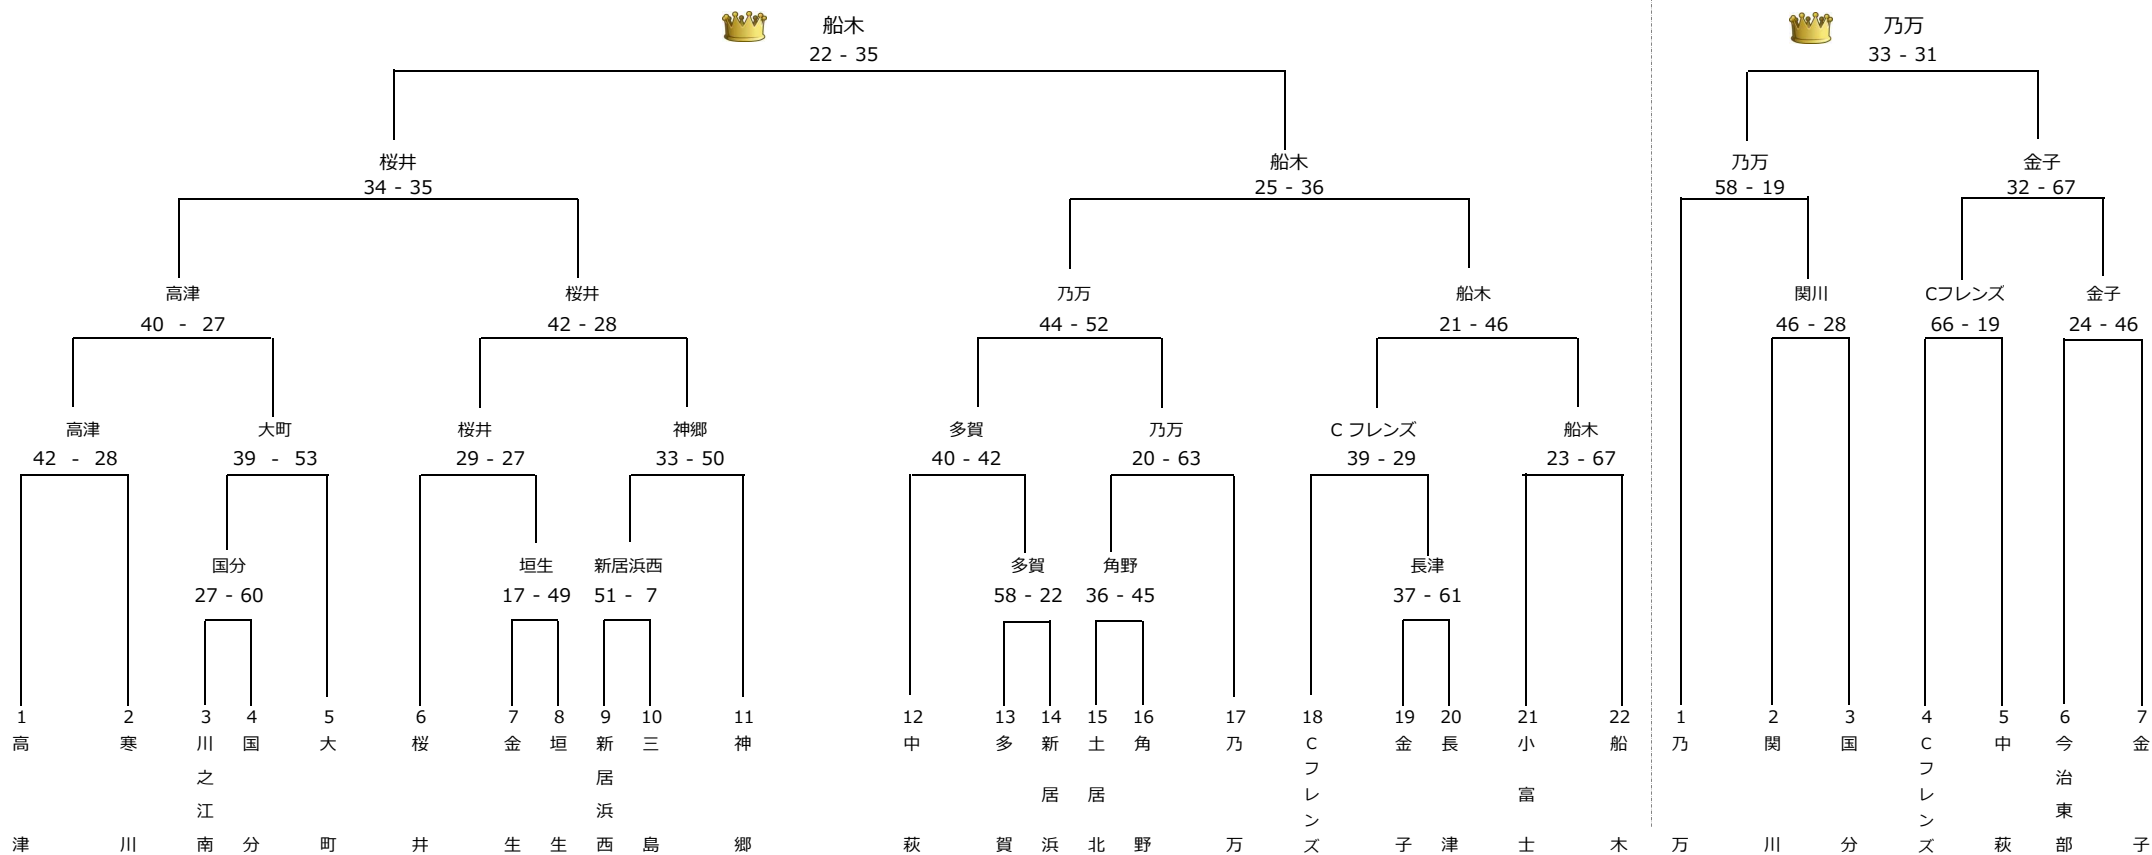 船木 乃万
22 - 35 33 - 31
桜井 船木 乃万 金子
34 - 35 25 - 36 58 - 19 32 - 67
高津 桜井 乃万 船木 関川 Cフレンズ 金子
40 - 27 42 - 28 44 - 52 21 - 46 46 - 28 66 - 19 24 - 46
高津 大町 桜井 神郷 多賀 乃万 C フレンズ 船木
42 - 28 39 - 53 29 - 27 33 - 50 40 - 42 20 - 63 39 - 29 23 - 67
国分 垣生 新居浜西 多賀 角野 長津
27 - 60 17 - 49 51 - 7 58 - 22 36 - 45 37 - 61
1 2 3 4 5 6 7 8 9 10 11 12 13 14 15 16 17 18 19 20 21 22 1 2 3 4 5 6 7
高津
寒川
川之江南
国分
大町
桜井
金生
垣生
新居浜西
三島
神郷
中萩
多賀
新居浜
土居北
角野
乃万
Cフレンズ
金子
長津
小富士
船木
乃万
関川
国分
Cフレンズ
中萩
今治東部
金子